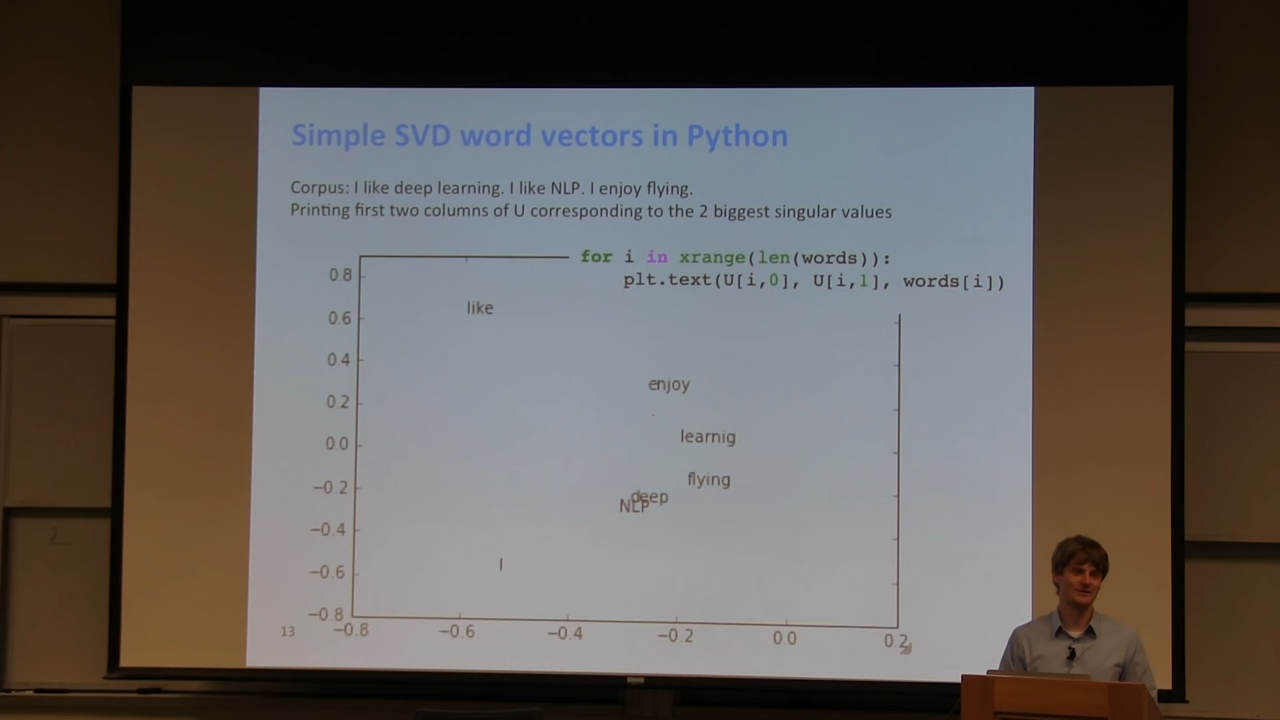 Simple SVD word vectors in Python
Corpus: I like deep learning. I like NLP. I enjoy flying.
Printing first two columns of U corresponding to the 2 biggest singular values
for i in xrange(len(words)):
plt.text(U[i,0], U[i,1], words[i])
0.8
like
0.6
0.4
enjoy
0.2
.
learnig
0.0
flying
−0.2
deep
NLP
−0.4
I
−0.6
−0.8
13
−0.8 −0.6 −0.4 −0.2 0.0 0.2
2